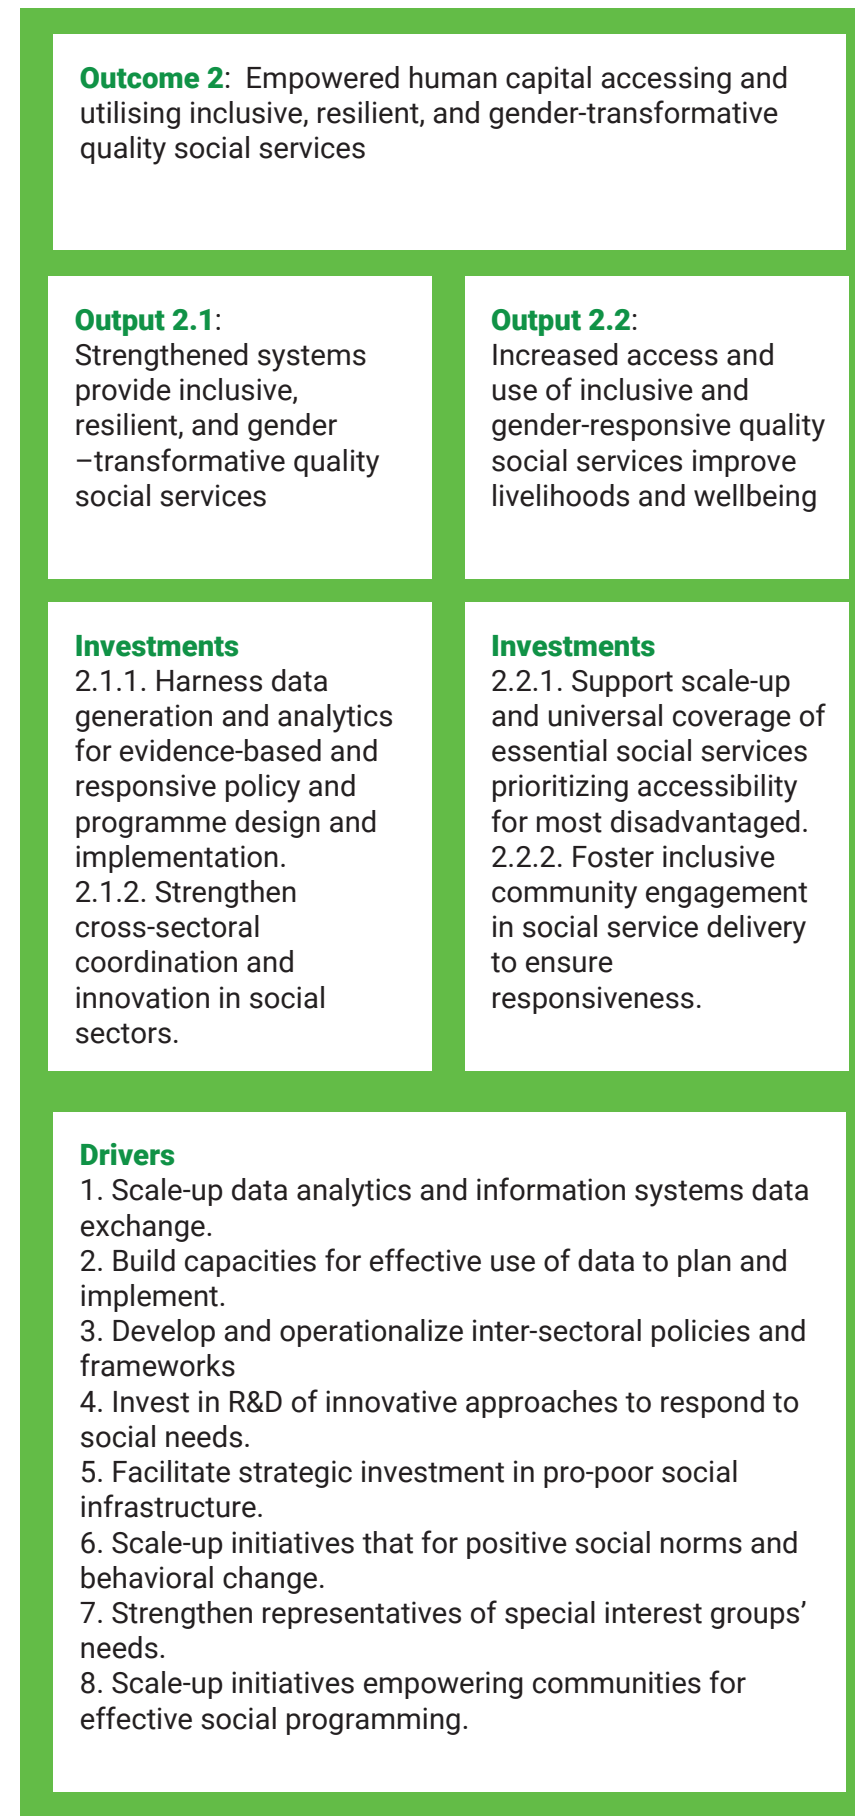 Outcome 2:  Empowered human capital accessing and
utilising inclusive, resilient, and gender-transformative
quality social services
Output 2.1:
Strengthened systems
provide inclusive,
resilient, and gender
–transformative quality
social services
Output 2.2:
Increased access and
use of inclusive and
gender-responsive quality
social services improve
livelihoods and wellbeing
Investments
2.1.1. Harness data
generation and analytics
for evidence-based and
responsive policy and
programme design and
implementation.
2.1.2. Strengthen
cross-sectoral
coordination and
innovation in social
sectors.
Investments
2.2.1. Support scale-up
and universal coverage of
essential social services
prioritizing accessibility
for most disadvantaged.
2.2.2. Foster inclusive
community engagement
in social service delivery
to ensure
responsiveness.
Drivers
1. Scale-up data analytics and information systems data
exchange.
2. Build capacities for effective use of data to plan and
implement.
3. Develop and operationalize inter-sectoral policies and
frameworks
4. Invest in R&D of innovative approaches to respond to
social needs.
5. Facilitate strategic investment in pro-poor social
infrastructure.
6. Scale-up initiatives that for positive social norms and
behavioral change.
7. Strengthen representatives of special interest groups’
needs.
8. Scale-up initiatives empowering communities for
effective social programming.